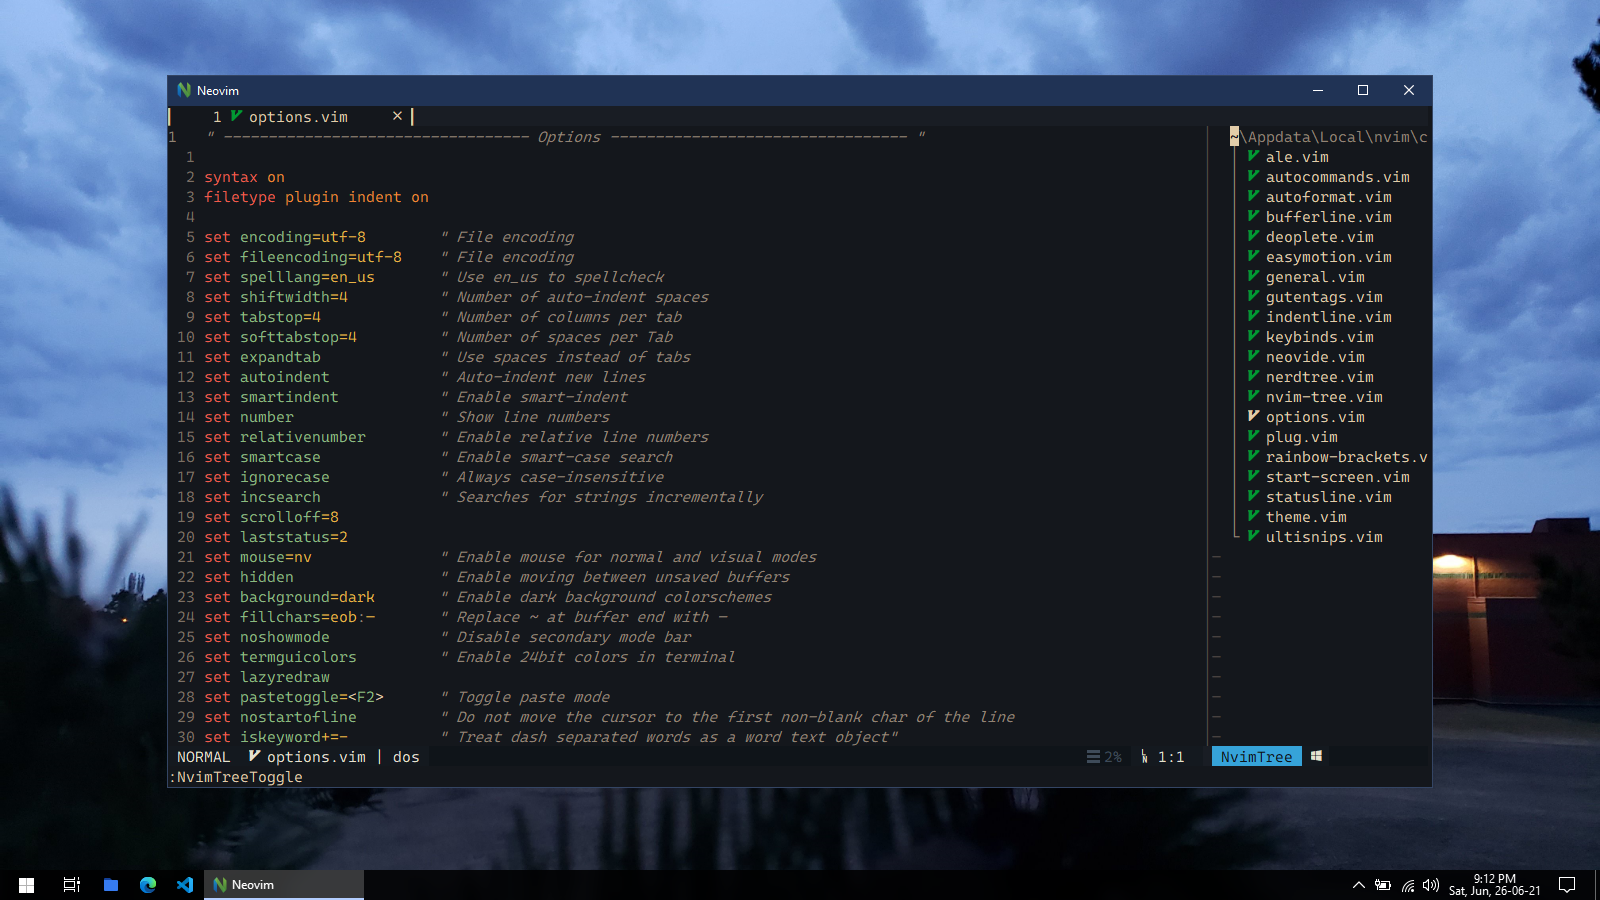 Neovim
1 options.vim ×
1 " ---------------------------------- Options --------------------------------- "
1
2 syntax on
3 filetype plugin indent on
4
5 set encoding=utf-8 " File encoding
6 set fileencoding=utf-8 " File encoding
7 set spelllang=en_us " Use en_us to spellcheck
8 set shiftwidth=4 " Number of auto-indent spaces
9 set tabstop=4 " Number of columns per tab
10 set softtabstop=4 " Number of spaces per Tab
11 set expandtab " Use spaces instead of tabs
12 set autoindent " Auto-indent new lines
13 set smartindent " Enable smart-indent
14 set number " Show line numbers
15 set relativenumber " Enable relative line numbers
16 set smartcase " Enable smart-case search
17 set ignorecase " Always case-insensitive
18 set incsearch " Searches for strings incrementally
19 set scrolloff=8
20 set laststatus=2
21 set mouse=nv " Enable mouse for normal and visual modes
22 set hidden " Enable moving between unsaved buffers
23 set background=dark " Enable dark background colorschemes
24 set fillchars=eob:— " Replace ~ at buffer end with —
25 set noshowmode " Disable secondary mode bar
26 set termguicolors " Enable 24bit colors in terminal
27 set lazyredraw
28 set pastetoggle=<F2> " Toggle paste mode
29 set nostartofline " Do not move the cursor to the first non-blank char of the line
30 set iskeyword+=- " Treat dash separated words as a word text object"
~\Appdata\Local\nvim\c
ale.vim
autocommands.vim
autoformat.vim
bufferline.vim
deoplete.vim
easymotion.vim
general.vim
gutentags.vim
indentline.vim
keybinds.vim
neovide.vim
nerdtree.vim
nvim-tree.vim
options.vim
plug.vim
rainbow-brackets.v
start-screen.vim
statusline.vim
theme.vim
ultisnips.vim
NORMAL options.vim | dos 2% 1:1 NvimTree
:NvimTreeToggle
Neovim
9:12 PM
Sat, Jun, 26-06-21